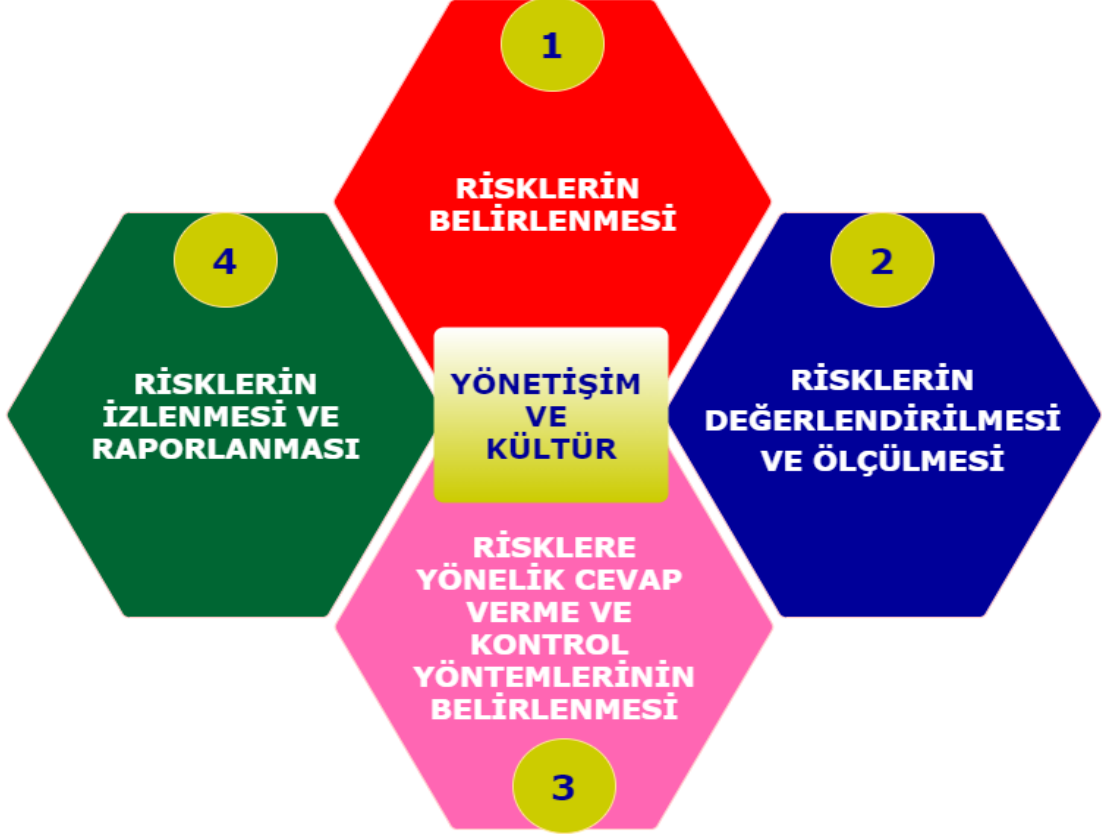 1
RİSKLERİN
BELİRLENMESİ
2
RİSKLERİN
DEĞERLENDİRİLMESİ
VE ÖLÇÜLMESİ
3
RİSKLERE
YÖNELİK CEVAP
VERME VE
KONTROL
YÖNTEMLERİNİN
BELİRLENMESİ
4
RİSKLERİN
İZLENMESİ VE
RAPORLANMASI
YÖNETİŞİM
VE
KÜLTÜR